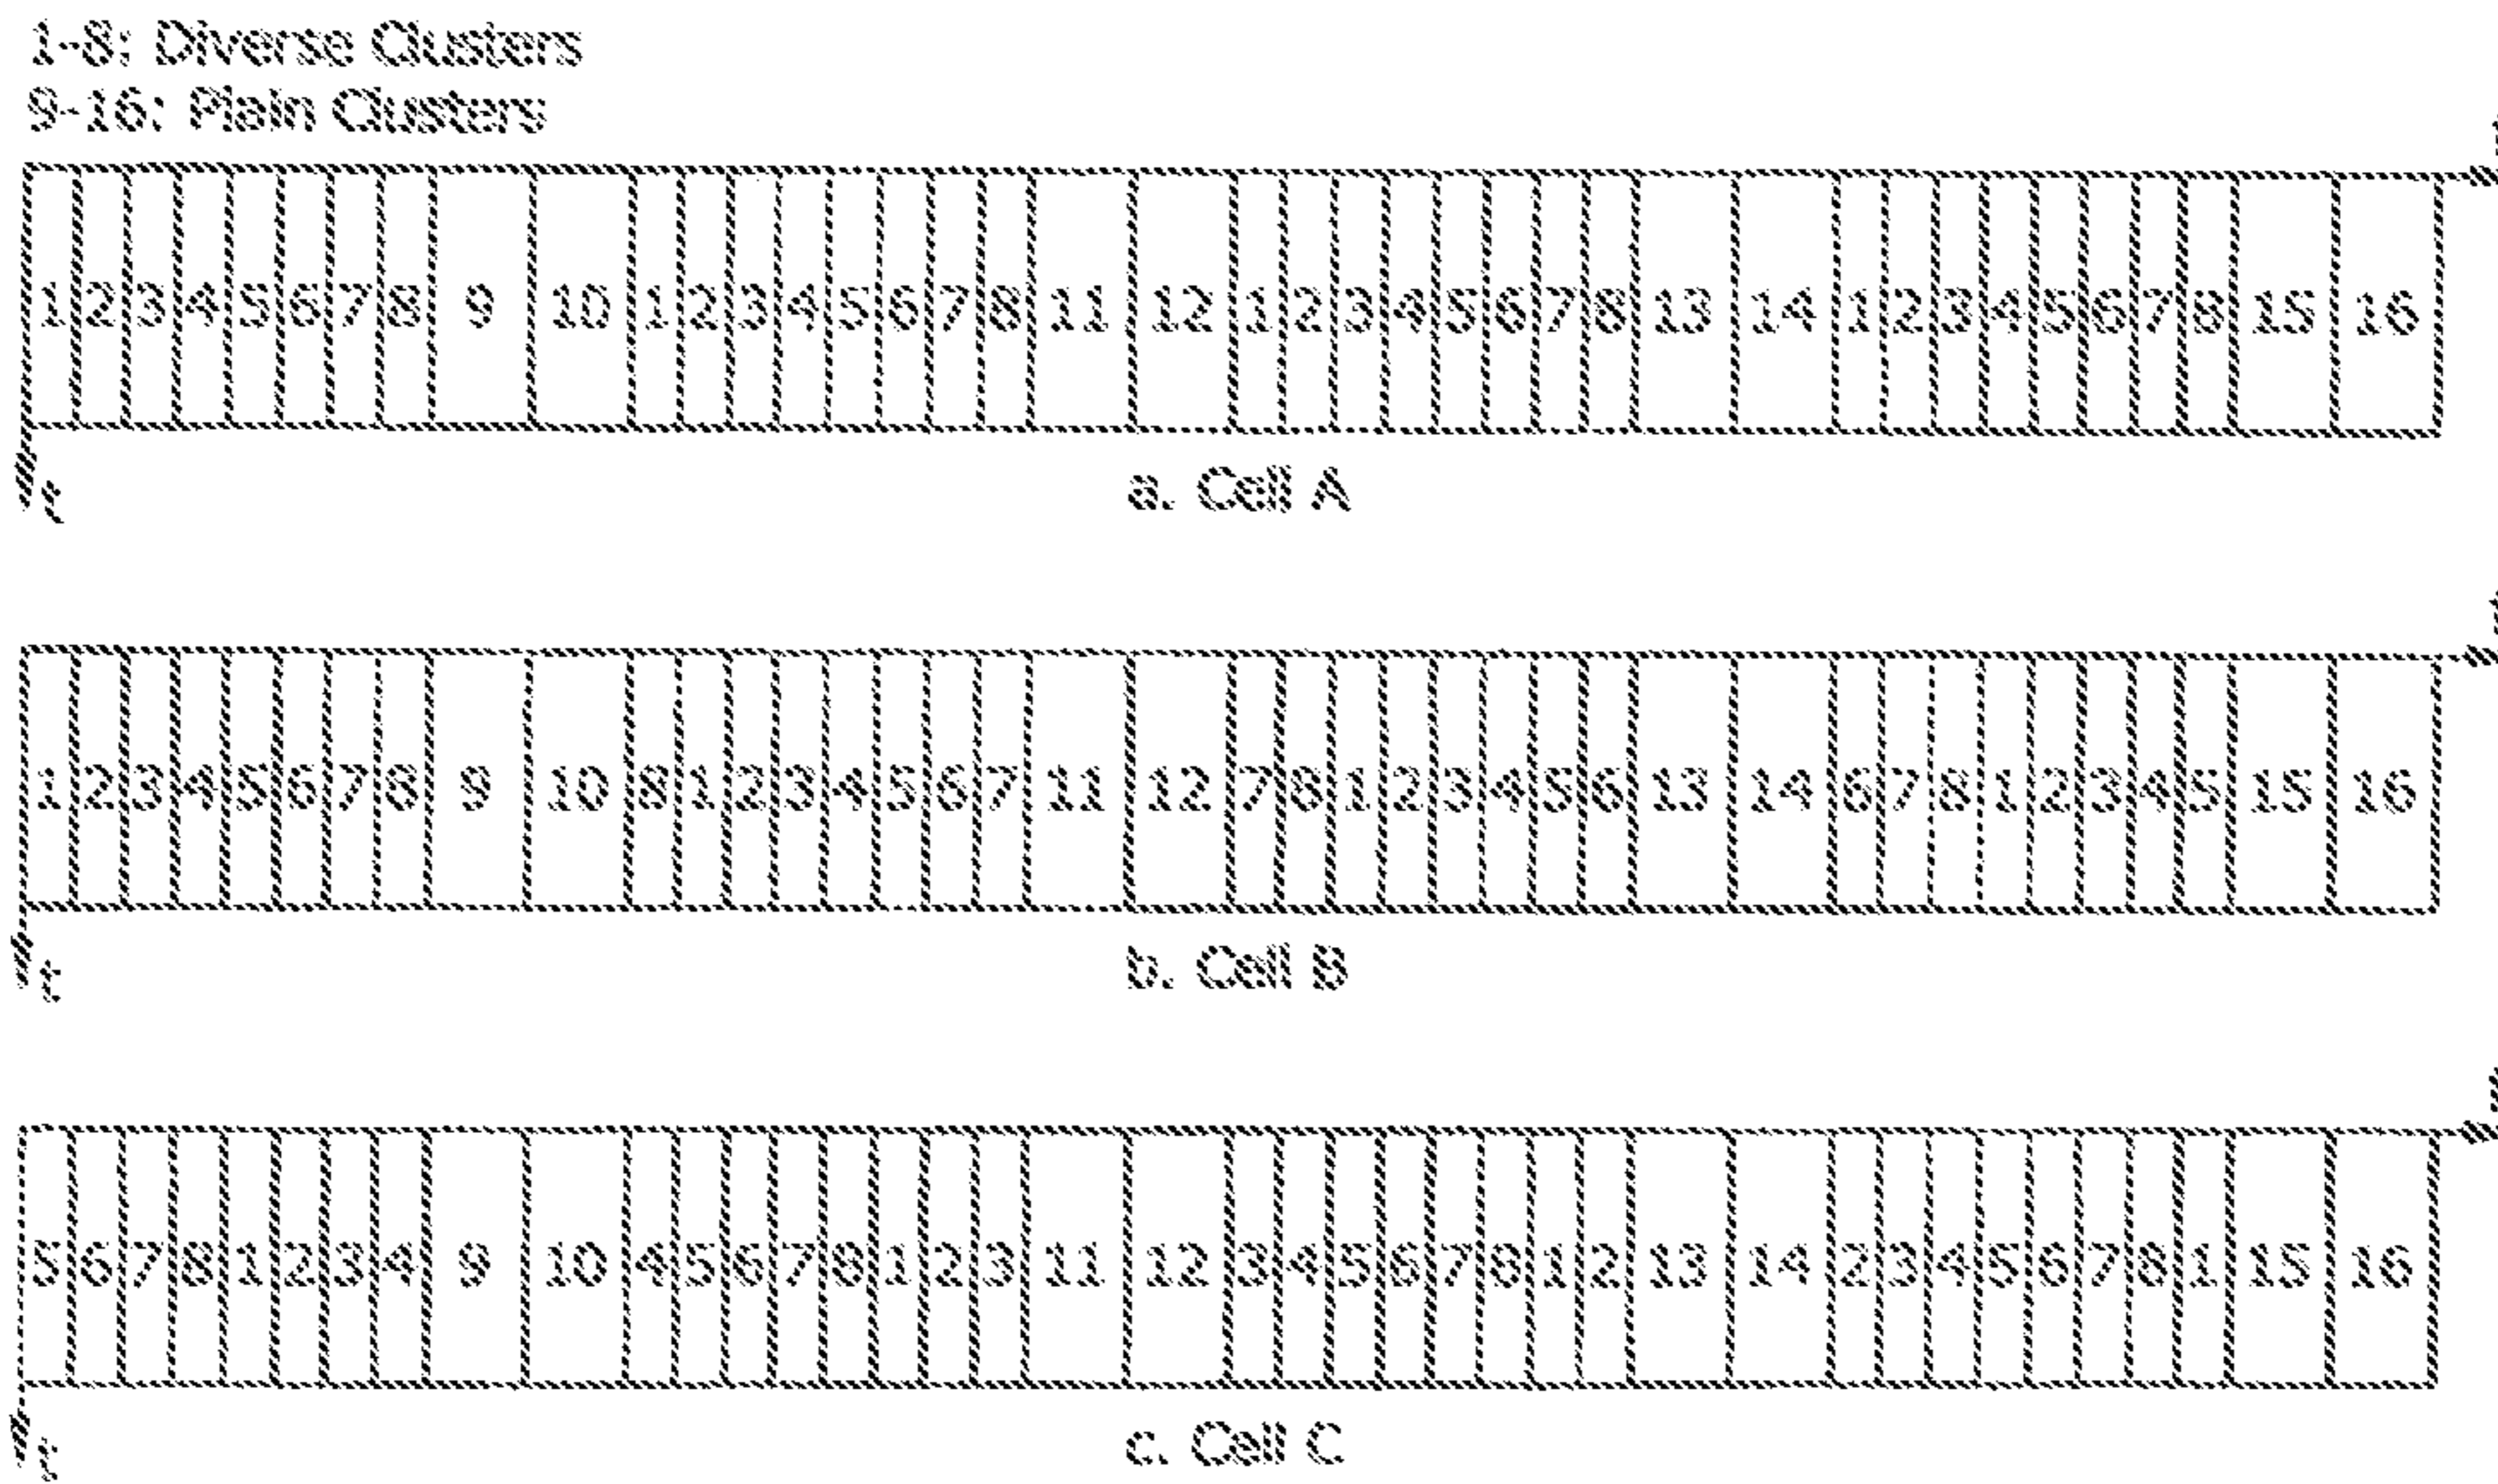 1-8: Diverse Clusters
9-16: Plain Clusters
1 2 3 4 5 6 7 8 9 10 1 2 3 4 5 6 7 8 11 12 1 2 3 4 5 6 7 8 13 14 1 2 3 4 5 6 7 8 15 16
t
a. Cell A
1 2 3 4 5 6 7 8 9 10 8 1 2 3 4 5 6 7 11 12 7 8 1 2 3 4 5 6 13 14 6 7 8 1 2 3 4 5 15 16
t
b. Cell B
5 6 7 8 1 2 3 4 9 10 4 5 6 7 8 1 2 3 11 12 3 4 5 6 7 8 1 2 13 14 2 3 4 5 6 7 8 1 15 16
t
c. Cell C